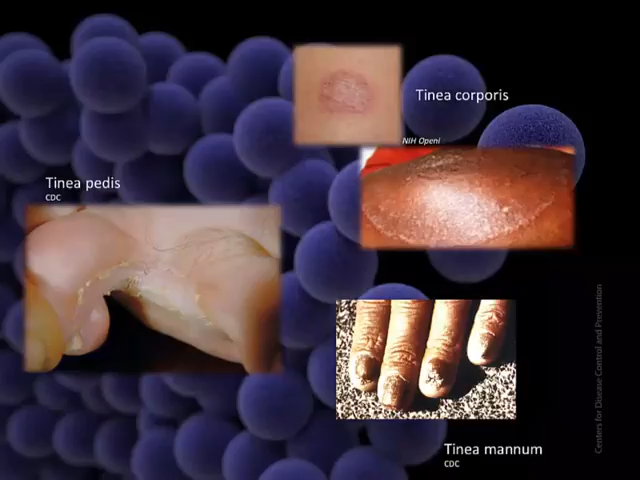 Tinea corporis
NIH Openi
Tinea pedis
CDC
Centers for Disease Control and Prevention
Tinea mannum
CDC